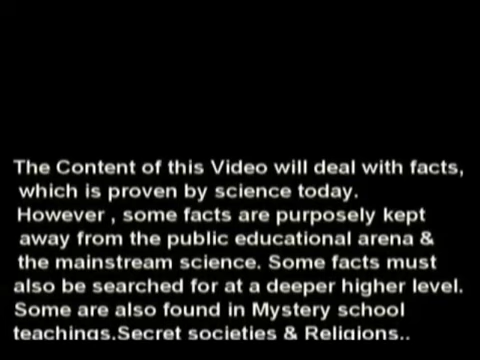 The Content of this Video will deal with facts,
which is proven by science today.
However , some facts are purposely kept
away from the public educational arena &
the mainstream science. Some facts must
also be searched for at a deeper higher level.
Some are also found in Mystery school
teachings.Secret societies & Religions..